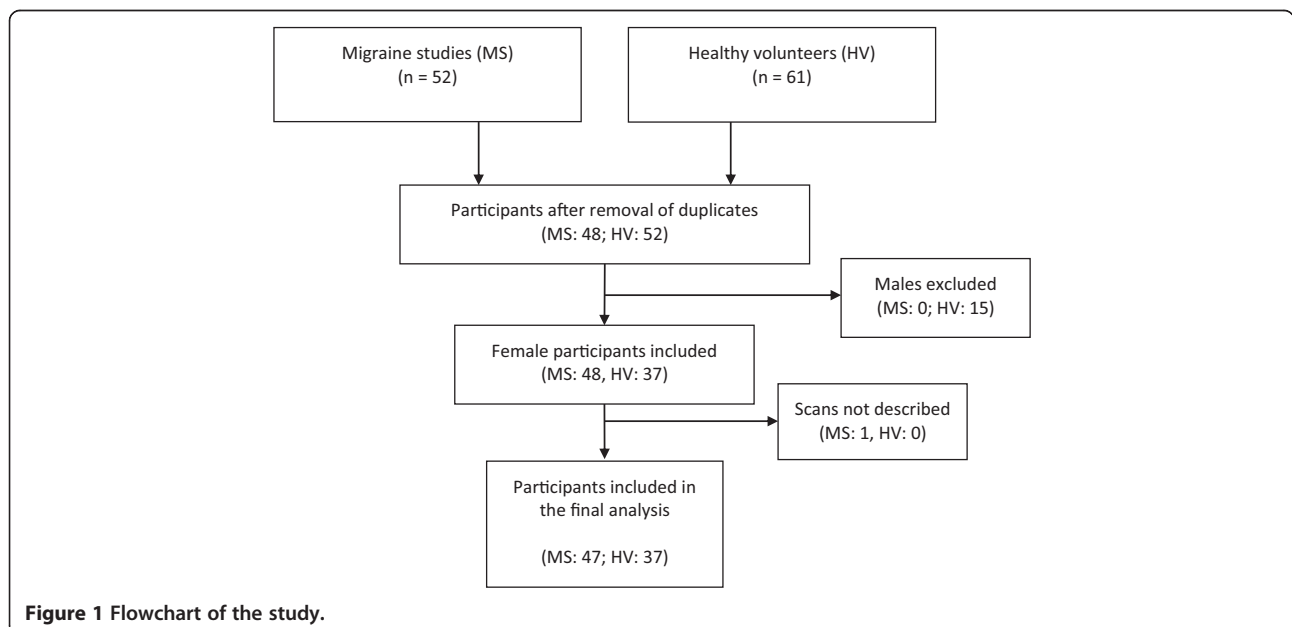 Migraine studies (MS)
(n = 52)
Healthy volunteers (HV)
(n = 61)
Participants after removal of duplicates
(MS: 48; HV: 52)
Males excluded
(MS: 0; HV: 15)
Female participants included
(MS: 48, HV: 37)
Scans not described
(MS: 1, HV: 0)
Participants included in
the final analysis
(MS: 47; HV: 37)
Figure 1 Flowchart of the study.